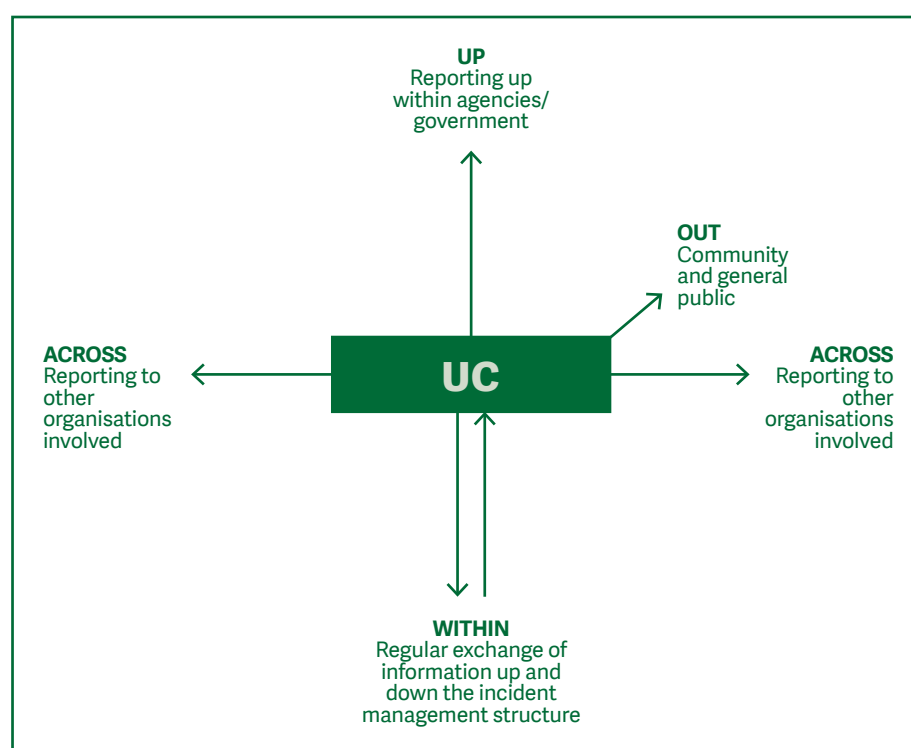 UP
Reporting up
within agencies/
government
OUT
Community
and general
public
ACROSS
Reporting to
other
organisations
involved
UC
ACROSS
Reporting to
other
organisations
involved
WITHIN
Regular exchange of
information up and
down the incident
management structure